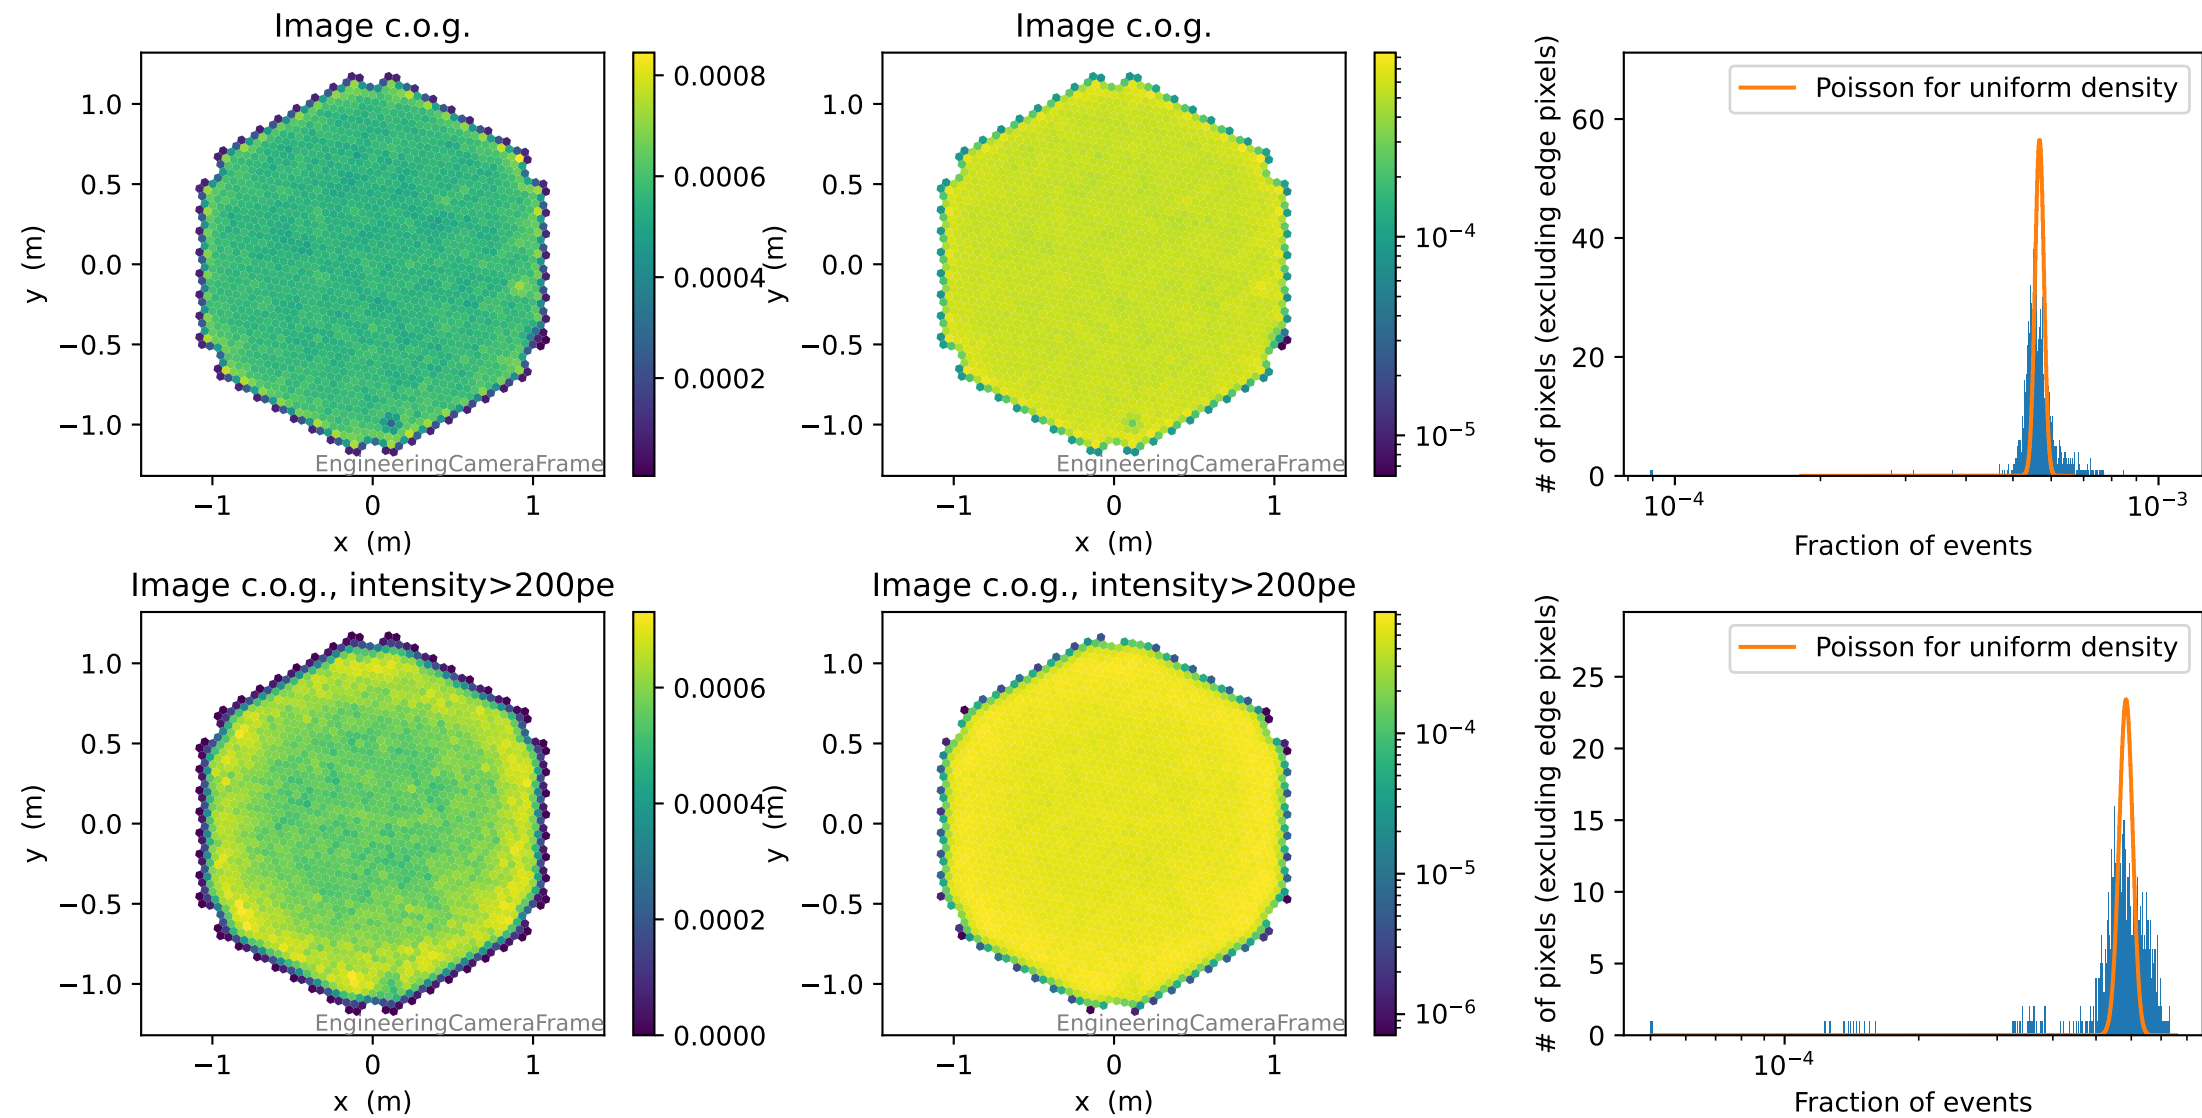 Image c.o.g.
1.0
0.5
0.0
−0.5
−1.0
y (m)
−1
0
1
x (m)
EngineeringCameraFrame
0.0008
0.0006
0.0004
0.0002
Image c.o.g.
1.0
0.5
0.0
−0.5
−1.0
y (m)
−1
0
1
x (m)
EngineeringCameraFrame
10⁻⁴
10⁻⁵
# of pixels (excluding edge pixels)
60
40
20
0
Poisson for uniform density
10⁻⁴
10⁻³
Fraction of events
Image c.o.g., intensity>200pe
1.0
0.5
0.0
−0.5
−1.0
y (m)
−1
0
1
x (m)
EngineeringCameraFrame
0.0006
0.0004
0.0002
0.0000
Image c.o.g., intensity>200pe
1.0
0.5
0.0
−0.5
−1.0
y (m)
−1
0
1
x (m)
EngineeringCameraFrame
10⁻⁴
10⁻⁵
10⁻⁶
# of pixels (excluding edge pixels)
25
20
15
10
5
0
Poisson for uniform density
10⁻⁴
Fraction of events